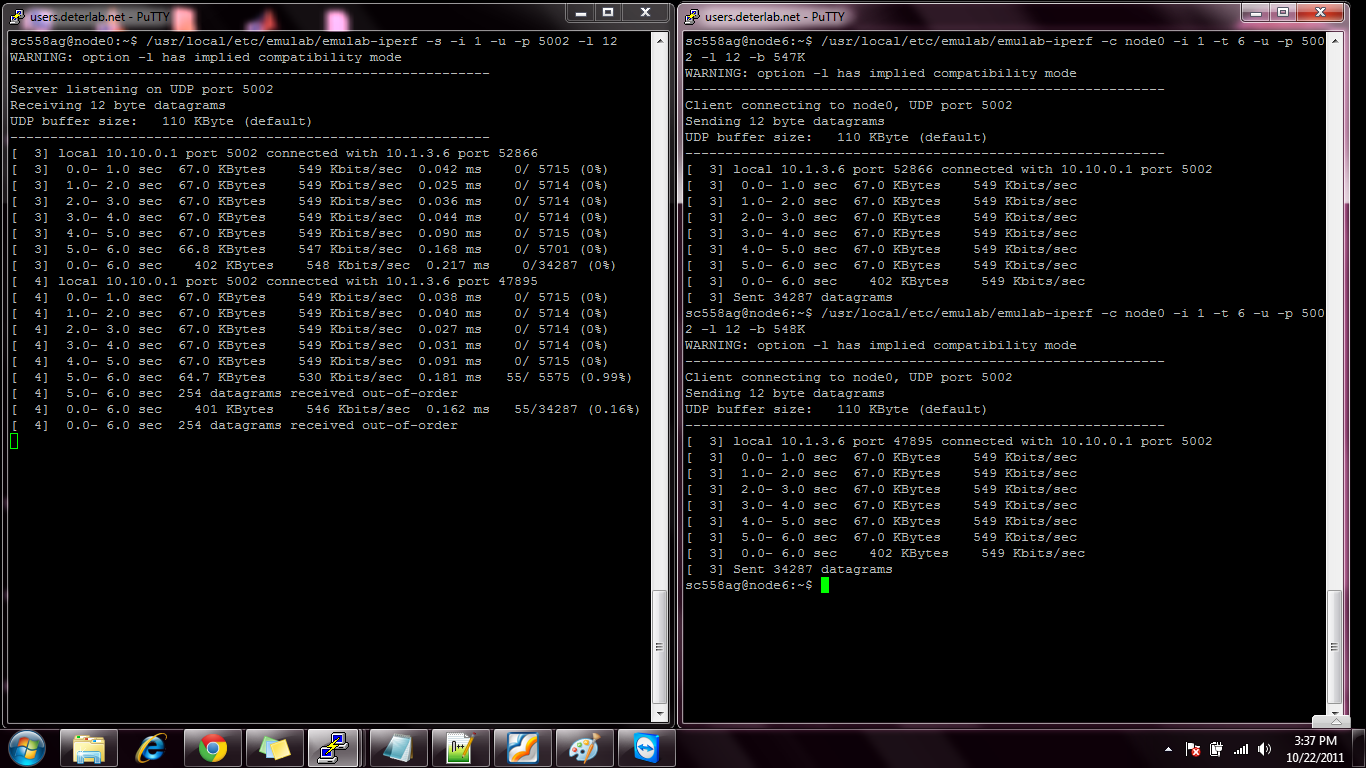 users.deterlab.net - PuTTY
sc558ag@node0:~$ /usr/local/etc/emulab/emulab-iperf -s -i 1 -u -p 5002 -l 12
WARNING: option -l has implied compatibility mode
------------------------------------------------------------
Server listening on UDP port 5002
Receiving 12 byte datagrams
UDP buffer size:   110 KByte (default)
------------------------------------------------------------
[  3] local 10.10.0.1 port 5002 connected with 10.1.3.6 port 52866
[  3]  0.0- 1.0 sec  67.0 KBytes    549 Kbits/sec  0.042 ms    0/ 5715 (0%)
[  3]  1.0- 2.0 sec  67.0 KBytes    549 Kbits/sec  0.025 ms    0/ 5714 (0%)
[  3]  2.0- 3.0 sec  67.0 KBytes    549 Kbits/sec  0.036 ms    0/ 5714 (0%)
[  3]  3.0- 4.0 sec  67.0 KBytes    549 Kbits/sec  0.044 ms    0/ 5714 (0%)
[  3]  4.0- 5.0 sec  67.0 KBytes    549 Kbits/sec  0.090 ms    0/ 5715 (0%)
[  3]  5.0- 6.0 sec  66.8 KBytes    547 Kbits/sec  0.168 ms    0/ 5701 (0%)
[  3]  0.0- 6.0 sec    402 KBytes    548 Kbits/sec  0.217 ms    0/34287 (0%)
[  4] local 10.10.0.1 port 5002 connected with 10.1.3.6 port 47895
[  4]  0.0- 1.0 sec  67.0 KBytes    549 Kbits/sec  0.038 ms    0/ 5715 (0%)
[  4]  1.0- 2.0 sec  67.0 KBytes    549 Kbits/sec  0.040 ms    0/ 5714 (0%)
[  4]  2.0- 3.0 sec  67.0 KBytes    549 Kbits/sec  0.027 ms    0/ 5714 (0%)
[  4]  3.0- 4.0 sec  67.0 KBytes    549 Kbits/sec  0.031 ms    0/ 5714 (0%)
[  4]  4.0- 5.0 sec  67.0 KBytes    549 Kbits/sec  0.091 ms    0/ 5715 (0%)
[  4]  5.0- 6.0 sec  64.7 KBytes    530 Kbits/sec  0.181 ms   55/ 5575 (0.99%)
[  4]  5.0- 6.0 sec  254 datagrams received out-of-order
[  4]  0.0- 6.0 sec    401 KBytes    546 Kbits/sec  0.162 ms   55/34287 (0.16%)
[  4]  0.0- 6.0 sec  254 datagrams received out-of-order
users.deterlab.net - PuTTY
sc558ag@node6:~$ /usr/local/etc/emulab/emulab-iperf -c node0 -i 1 -t 6 -u -p 500
2 -l 12 -b 547K
WARNING: option -l has implied compatibility mode
------------------------------------------------------------
Client connecting to node0, UDP port 5002
Sending 12 byte datagrams
UDP buffer size:   110 KByte (default)
------------------------------------------------------------
[  3] local 10.1.3.6 port 52866 connected with 10.10.0.1 port 5002
[  3]  0.0- 1.0 sec  67.0 KBytes    549 Kbits/sec
[  3]  1.0- 2.0 sec  67.0 KBytes    549 Kbits/sec
[  3]  2.0- 3.0 sec  67.0 KBytes    549 Kbits/sec
[  3]  3.0- 4.0 sec  67.0 KBytes    549 Kbits/sec
[  3]  4.0- 5.0 sec  67.0 KBytes    549 Kbits/sec
[  3]  5.0- 6.0 sec  67.0 KBytes    549 Kbits/sec
[  3]  0.0- 6.0 sec    402 KBytes    549 Kbits/sec
[  3] Sent 34287 datagrams
sc558ag@node6:~$ /usr/local/etc/emulab/emulab-iperf -c node0 -i 1 -t 6 -u -p 500
2 -l 12 -b 548K
WARNING: option -l has implied compatibility mode
------------------------------------------------------------
Client connecting to node0, UDP port 5002
Sending 12 byte datagrams
UDP buffer size:   110 KByte (default)
------------------------------------------------------------
[  3] local 10.1.3.6 port 47895 connected with 10.10.0.1 port 5002
[  3]  0.0- 1.0 sec  67.0 KBytes    549 Kbits/sec
[  3]  1.0- 2.0 sec  67.0 KBytes    549 Kbits/sec
[  3]  2.0- 3.0 sec  67.0 KBytes    549 Kbits/sec
[  3]  3.0- 4.0 sec  67.0 KBytes    549 Kbits/sec
[  3]  4.0- 5.0 sec  67.0 KBytes    549 Kbits/sec
[  3]  5.0- 6.0 sec  67.0 KBytes    549 Kbits/sec
[  3]  0.0- 6.0 sec    402 KBytes    549 Kbits/sec
[  3] Sent 34287 datagrams
sc558ag@node6:~$
3:37 PM
10/22/2011